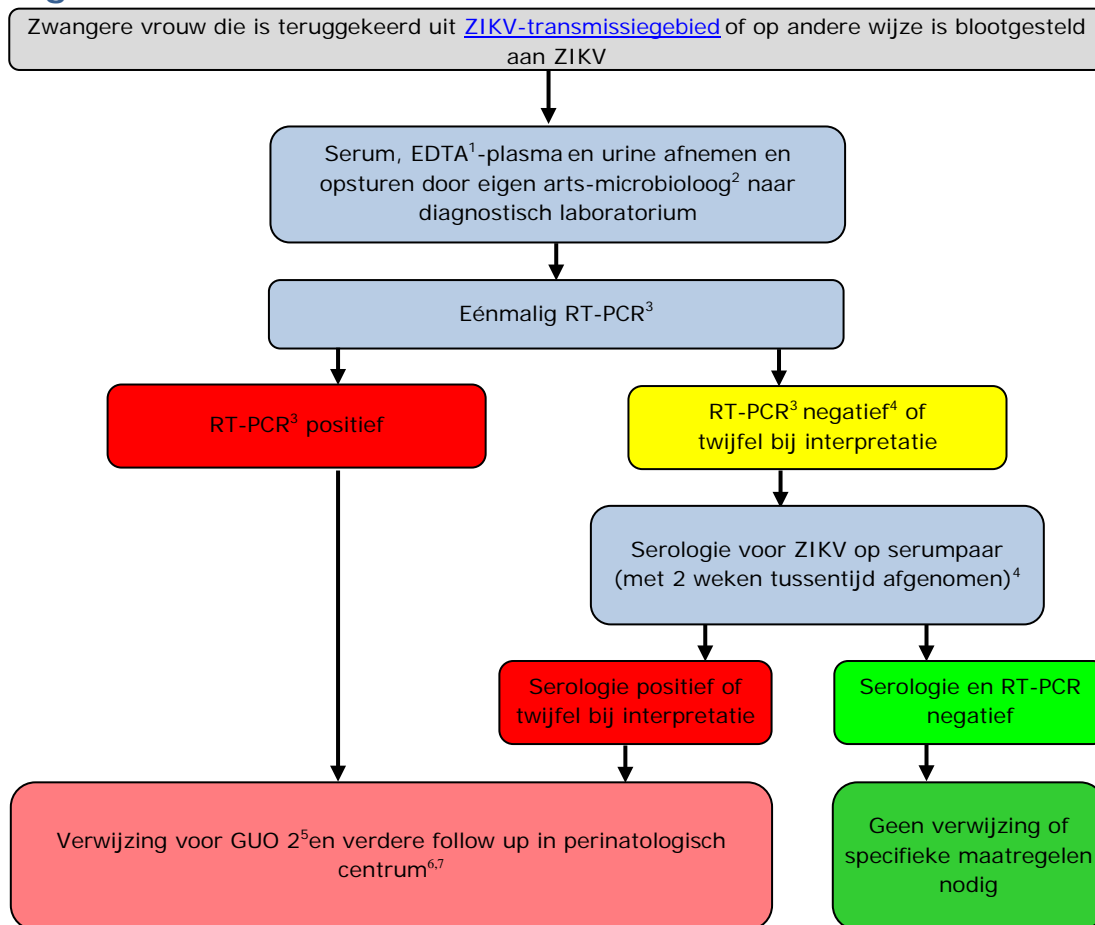 Zwangere vrouw die is teruggekeerd uit ZIKV-transmissiegebied of op andere wijze is blootgesteld
aan ZIKV
Serum, EDTA¹-plasma en urine afnemen en
opsturen door eigen arts-microbioloog² naar
diagnostisch laboratorium
Eénmalig RT-PCR³
RT-PCR³ positief
RT-PCR³ negatief⁴ of
twijfel bij interpretatie
Serologie voor ZIKV op serumpaar
(met 2 weken tussentijd afgenomen)⁴
Serologie positief of
twijfel bij interpretatie
Serologie en RT-PCR
negatief
Verwijzing voor GUO 2⁵en verdere follow up in perinatologisch
centrum⁶,⁷
Geen verwijzing of
specifieke maatregelen
nodig